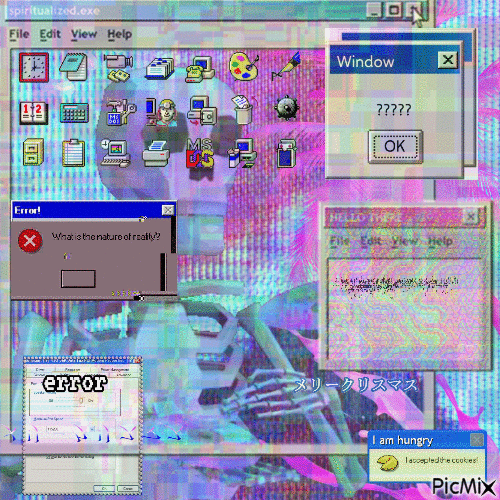 spiritualized.exe
File Edit View Help
Window
?????
OK
Error!
What is the nature of reality?
HELLO THERE
File Edit View Help
error
メリークリスマス
I am hungry
I accepted the cookies!
PicMix